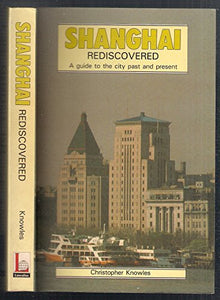 SHANGHAI
REDISCOVERED
Knowles
SHANGHAI
REDISCOVERED
A guide to the city past and present
Christopher Knowles